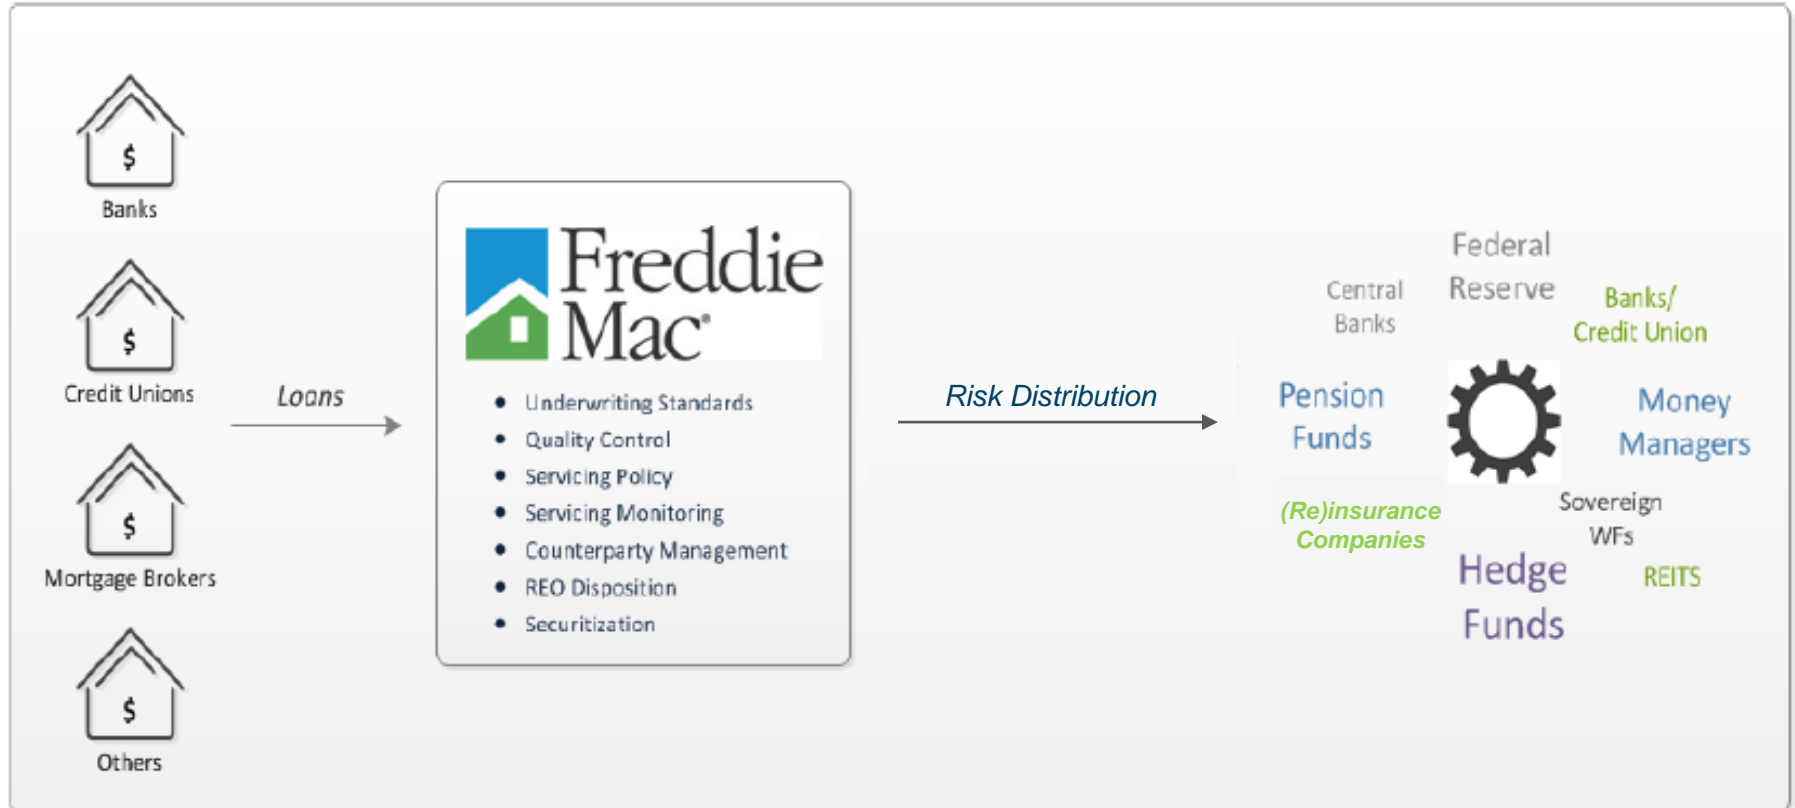 $
Banks
$
Credit Unions
$
Mortgage Brokers
$
Others
Loans
Freddie
Mac®
• Underwriting Standards
• Quality Control
• Servicing Policy
• Servicing Monitoring
• Counterparty Management
• REO Disposition
• Securitization
Risk Distribution
Federal
Reserve
Central
Banks
Banks/
Credit Union
Pension
Funds
Money
Managers
(Re)insurance
Companies
Sovereign
WFs
Hedge
Funds
REITS